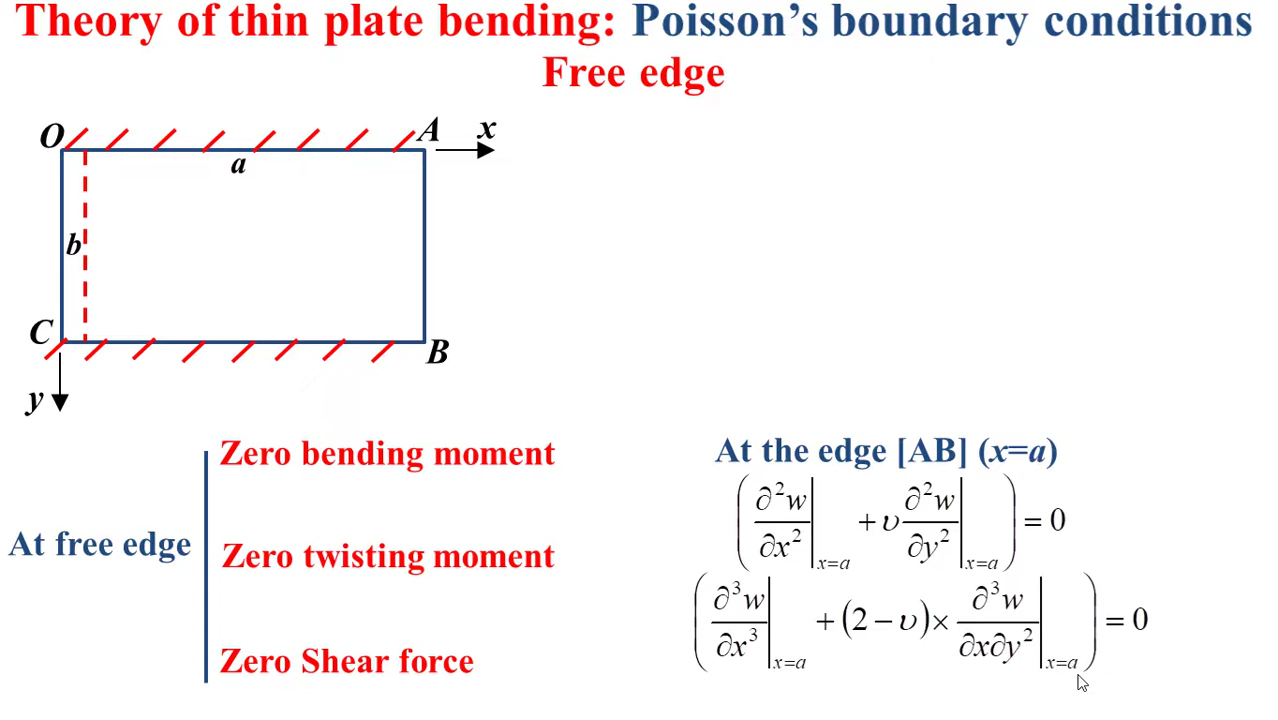 Theory of thin plate bending: Poisson’s boundary conditions
Free edge
O
A
x
a
b
C
B
y
Zero bending moment
At free edge
Zero twisting moment
Zero Shear force
At the edge [AB] (x=a)
(∂²w/∂x²|ₓ₌ₐ + υ ∂²w/∂y²|ₓ₌ₐ) = 0
(∂³w/∂x³|ₓ₌ₐ + (2 − υ) × ∂³w/∂x∂y²|ₓ₌ₐ) = 0